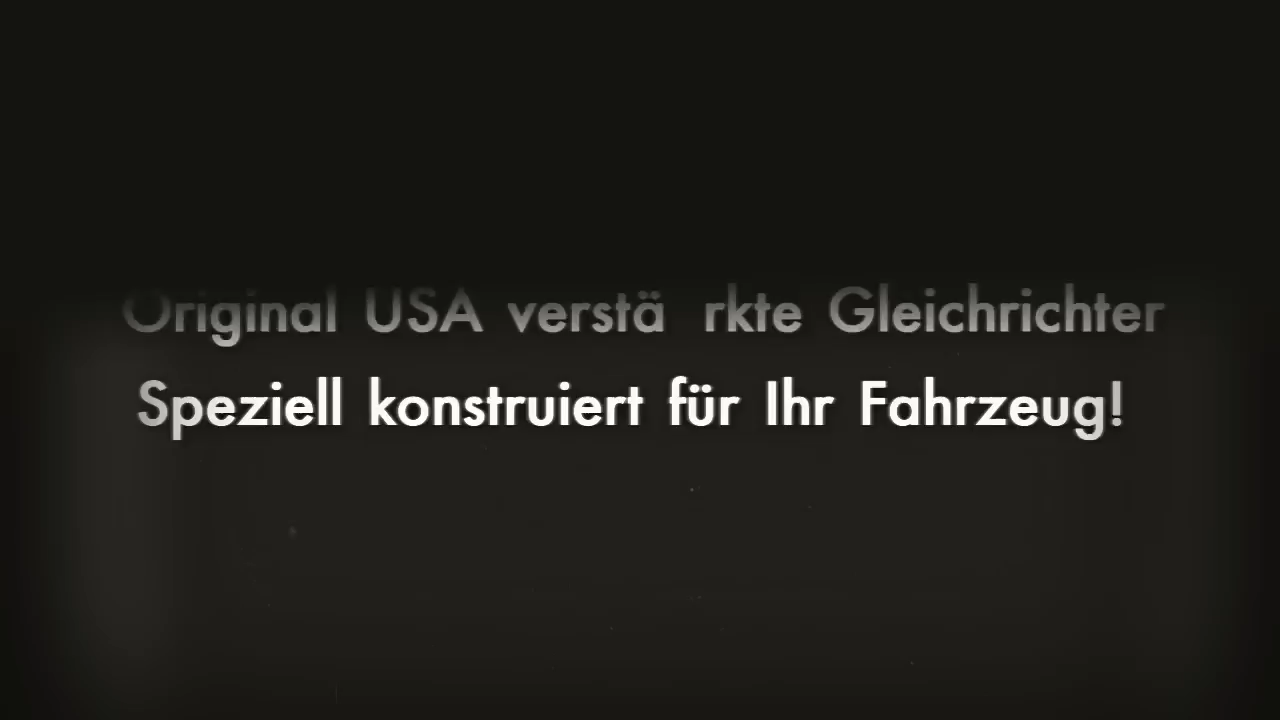 Original USA verstä rkte Gleichrichter
Speziell konstruiert für Ihr Fahrzeug!